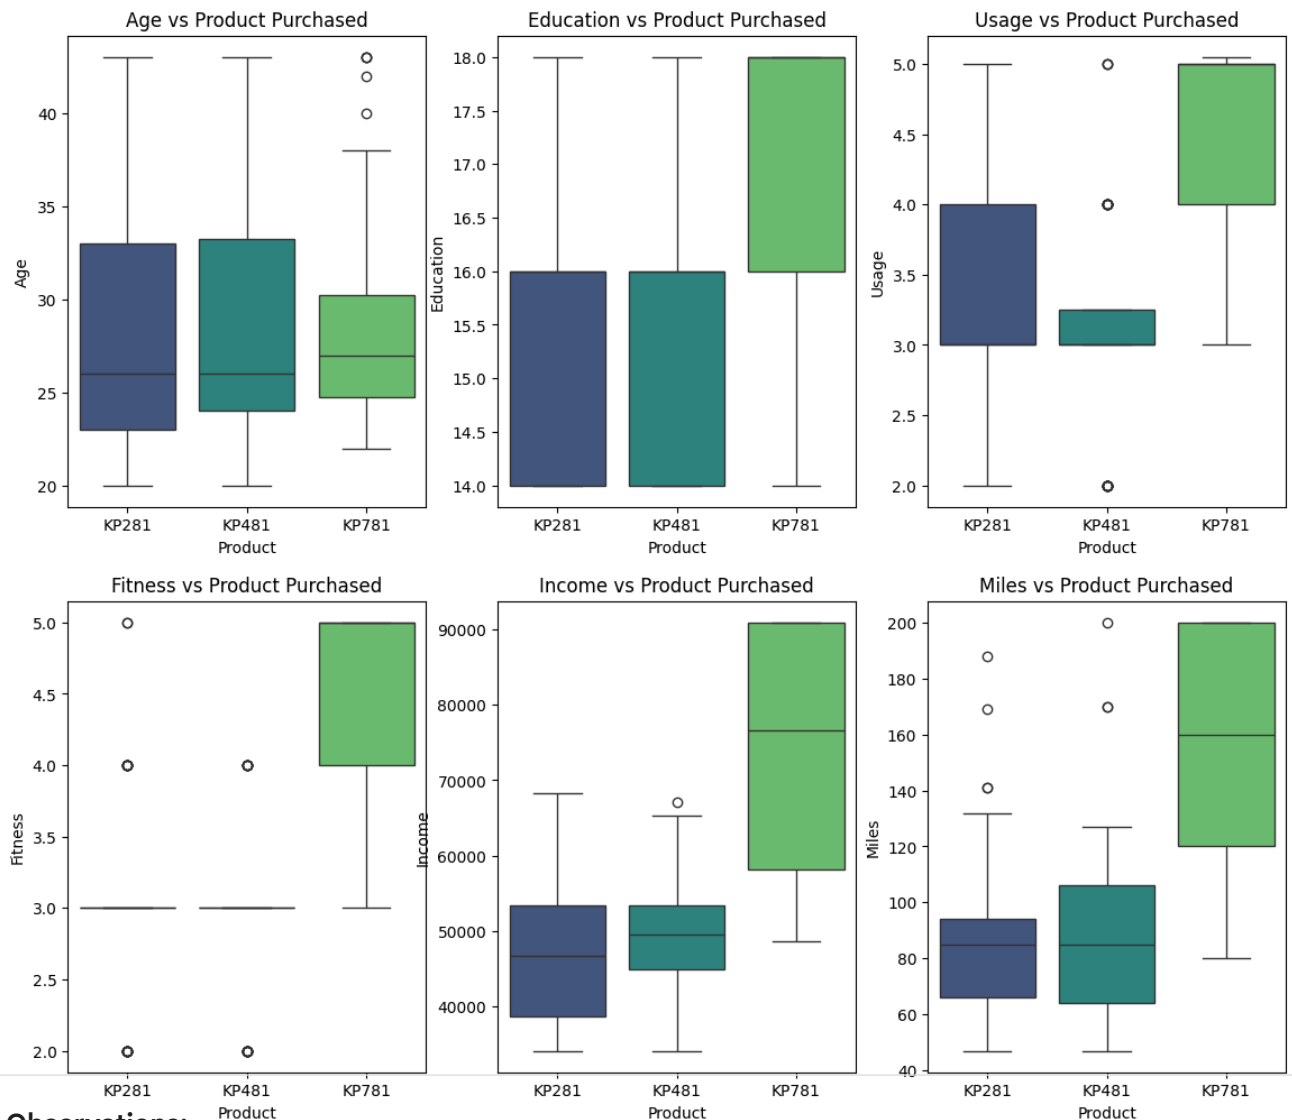 Age vs Product Purchased
40
35
30
25
20
Age
KP281 KP481 KP781
Product
Education vs Product Purchased
18.0
17.5
17.0
16.5
16.0
15.5
15.0
14.5
14.0
Education
KP281 KP481 KP781
Product
Usage vs Product Purchased
5.0
4.5
4.0
3.5
3.0
2.5
2.0
Usage
KP281 KP481 KP781
Product
Fitness vs Product Purchased
5.0
4.5
4.0
3.5
3.0
2.5
2.0
Fitness
KP281 KP481 KP781
Product
Income vs Product Purchased
90000
80000
70000
60000
50000
40000
Income
KP281 KP481 KP781
Product
Miles vs Product Purchased
200
180
160
140
120
100
80
60
40
Miles
KP281 KP481 KP781
Product
Observations: